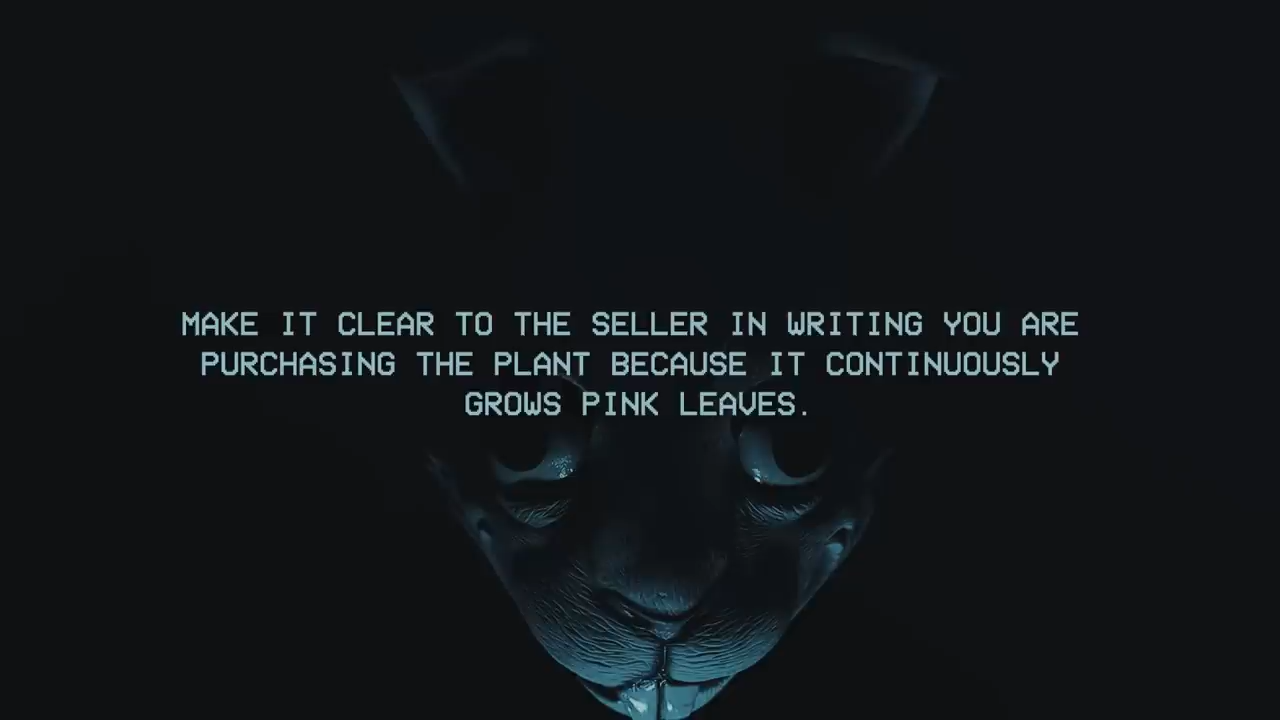 MAKE IT CLEAR TO THE SELLER IN WRITING YOU ARE
PURCHASING THE PLANT BECAUSE IT CONTINUOUSLY
GROWS PINK LEAVES.